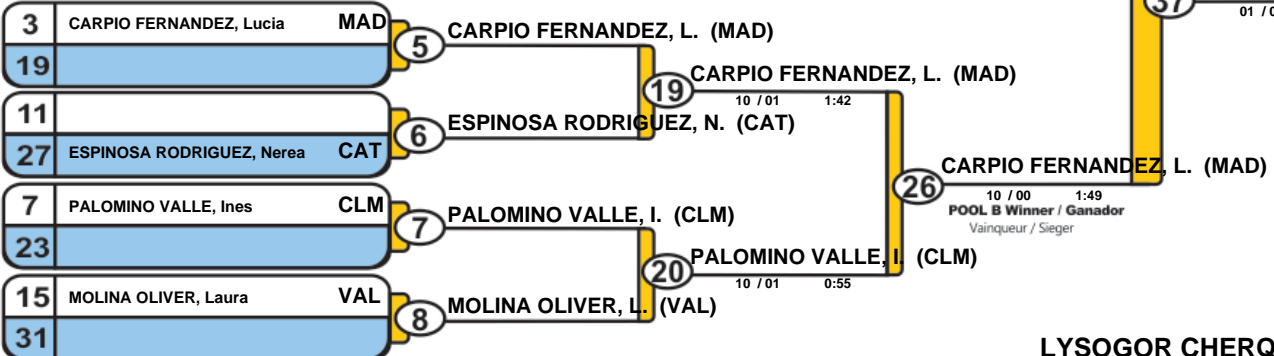 3 CARPIO FERNANDEZ, Lucia MAD
19
5
CARPIO FERNANDEZ, L. (MAD)
11
27 ESPINOSA RODRIGUEZ, Nerea CAT
6
ESPINOSA RODRIGUEZ, N. (CAT)
19
CARPIO FERNANDEZ, L. (MAD)
10 / 01 1:42
7 PALOMINO VALLE, Ines CLM
23
7
PALOMINO VALLE, I. (CLM)
15 MOLINA OLIVER, Laura VAL
31
8
MOLINA OLIVER, L. (VAL)
20
PALOMINO VALLE, I. (CLM)
10 / 01 0:55
26
CARPIO FERNANDEZ, L. (MAD)
10 / 00 1:49
POOL B Winner / Ganador
Vainqueur / Sieger
37
01 /
LYSOGOR